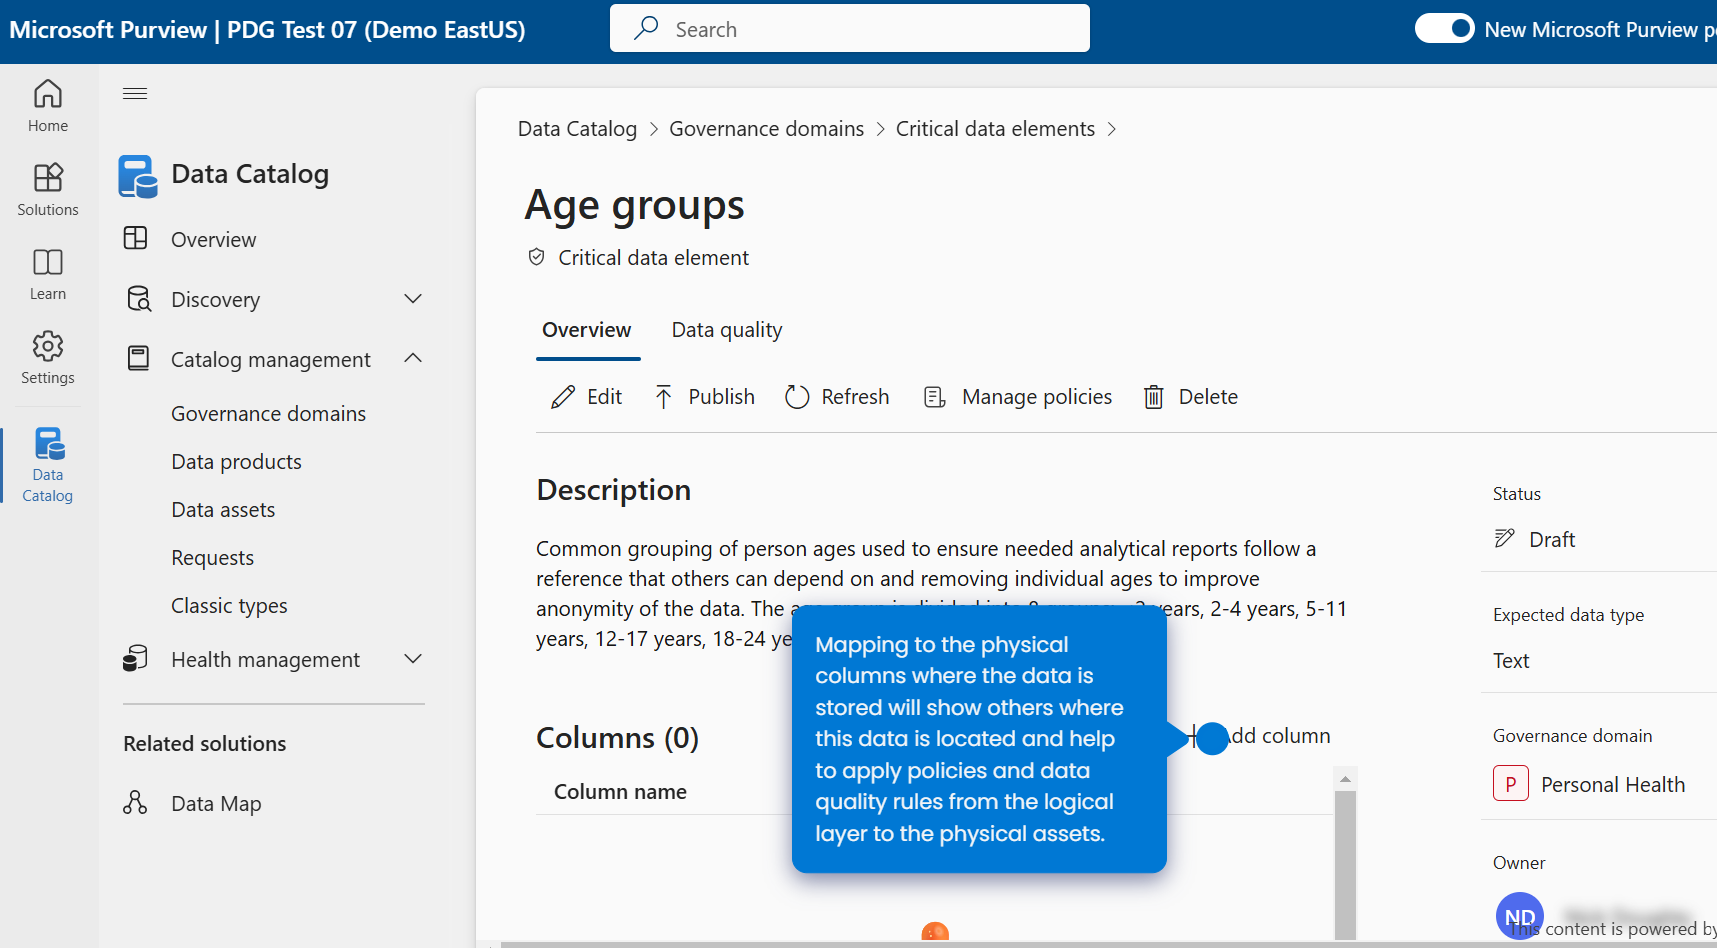 Microsoft Purview | PDG Test 07 (Demo EastUS)
Search
New Microsoft Purview
Home
Solutions
Learn
Settings
Data
Catalog
Data Catalog
Overview
Discovery
Catalog management
Governance domains
Data products
Data assets
Requests
Classic types
Health management
Related solutions
Data Map
Data Catalog > Governance domains > Critical data elements >
Age groups
Critical data element
Overview
Data quality
Edit
Publish
Refresh
Manage policies
Delete
Description
Common grouping of person ages used to ensure needed analytical reports follow a
reference that others can depend on and removing individual ages to improve
anonymity of the data. The years, 2-4 years, 5-11
years, 12-17 years, 18-24
Mapping to the physical
columns where the data is
stored will show others where
this data is located and help
to apply policies and data
quality rules from the logical
layer to the physical assets.
Columns (0)
Add column
Column name
Status
Draft
Expected data type
Text
Governance domain
P Personal Health
Owner
ND
This content is powered by